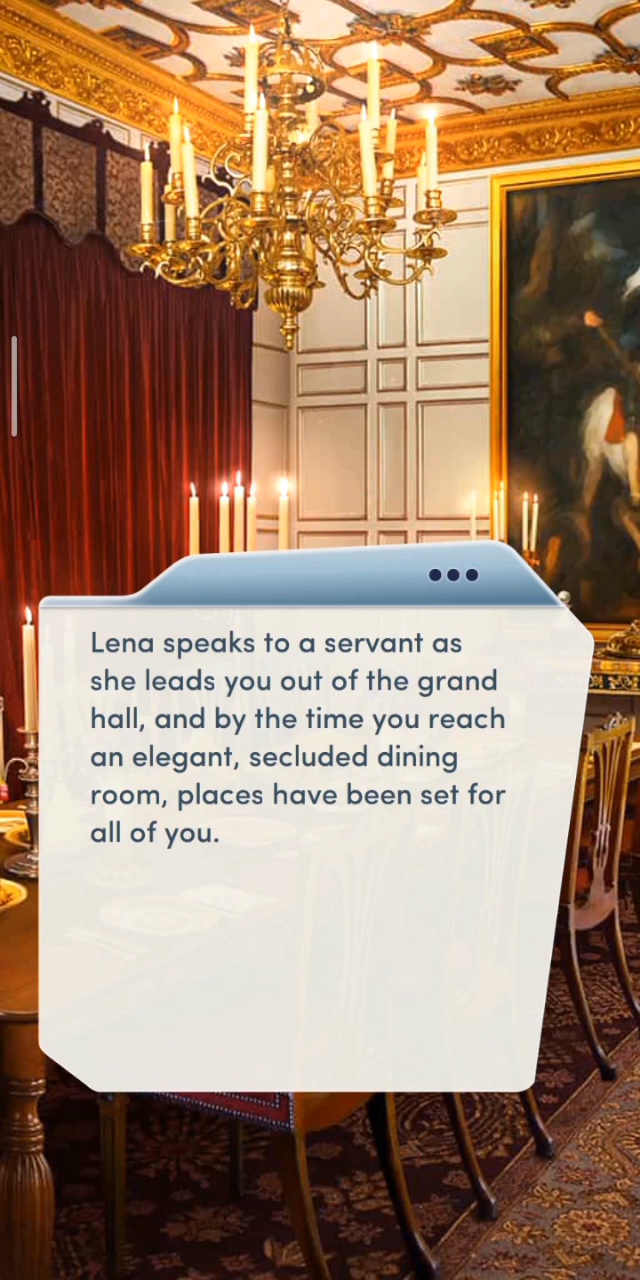 Lena speaks to a servant as
she leads you out of the grand
hall, and by the time you reach
an elegant, secluded dining
room, places have been set for
all of you.